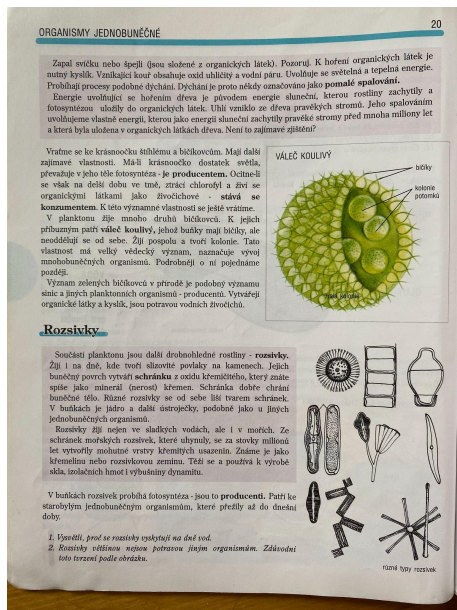 ORGANISMY JEDNOBUNĚČNÉ
20
Zapal svíčku nebo špejli (jsou složené z organických látek). Pozoruj. K hoření organických látek je
nutný kyslík. Vznikající kouř obsahuje oxid uhličitý a vodní páru. Uvolňuje se světelná a tepelná energie.
Probíhají procesy podobné dýchání. Dýchání je proto někdy označováno jako pomalé spalování.
Energie uvolňující se hořením dřeva je původem energie sluneční, kterou rostliny zachytily a
fotosyntézou uložily do organických látek. Uhlí vzniklo ze dřeva pravěkých stromů. Jeho spalováním
uvolňujeme vlastně energii, kterou jako energii sluneční zachytily pravěké stromy před mnoha miliony let
a která byla uložena v organických látkách dřeva. Není to zajímavé zjištění?
Vraťme se ke krásnoočku štíhlému a bičíkovcům. Mají další
zajímavé vlastnosti. Má-li krásnoočko dostatek světla,
převažuje v jeho těle fotosyntéza - je producentem. Ocitne-li
se však na delší dobu ve tmě, ztrácí chlorofyl a živí se
organickými látkami jako živočichové - stává se
konzumentem. K této významné vlastnosti se ještě vrátíme.
V planktonu žije mnoho druhů bičíkovců. K jejich
příbuzným patří váleč koulivý, jehož buňky mají bičíky, ale
neoddělují se od sebe. Žijí pospolu a tvoří kolonie. Tato
vlastnost má velký vědecký význam, naznačuje vývoj
mnohobuněčných organismů. Podrobněji o ní pojednáme
později.
Význam zelených bičíkovců v přírodě je podobný významu
sinic a jiných planktonních organismů - producentů. Vytvářejí
organické látky a kyslík, jsou potravou vodních živočichů.
VÁLEČ KOULIVÝ
bičíky
kolonie
potomků
Rozsivky
Součástí planktonu jsou další drobnohledné rostliny - rozsivky.
Žijí i na dně, kde tvoří slizovité povlaky na kamenech. Jejich
buněčný povrch vytváří schránku z oxidu křemičitého, který znáte
spíše jako minerál (nerost) křemen. Schránka dobře chrání
buněčné tělo. Různé rozsivky se od sebe liší tvarem schránek.
V buňkách je jádro a další ústroječky, podobně jako u jiných
jednobuněčných organismů.
Rozsivky žijí nejen ve sladkých vodách, ale i v mořích. Ze
schránek mořských rozsivek, které uhynuly, se za stovky milionů
let vytvořily mohutné vrstvy křemitých usazenin. Známe je jako
křemelinu nebo rozsivkovou zeminu. Těží se a používá k výrobě
skla, izolačních hmot i výbušniny dynamitu.
V buňkách rozsivek probíhá fotosyntéza - jsou to producenti. Patří ke
starobylým jednobuněčným organismům, které přežily až do dnešní
doby.
1. Vysvětli, proč se rozsivky vyskytují na dně vod.
2. Rozsivky většinou nejsou potravou jiným organismům. Zdůvodni
toto tvrzení podle obrázku.
různé typy rozsivek